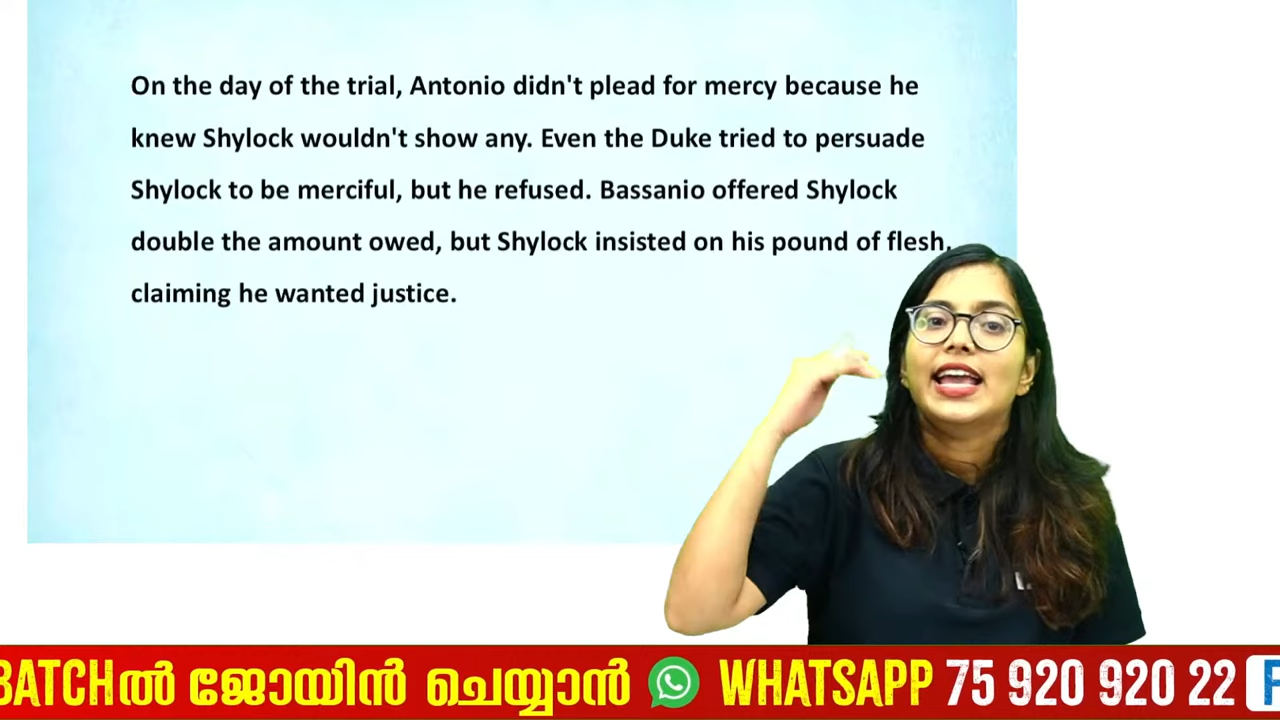 On the day of the trial, Antonio didn't plead for mercy because he
knew Shylock wouldn't show any. Even the Duke tried to persuade
Shylock to be merciful, but he refused. Bassanio offered Shylock
double the amount owed, but Shylock insisted on his pound of flesh,
claiming he wanted justice.
BATCHൽ ജോയിൻ ചെയ്യാൻ WHATSAPP 75 920 920 22